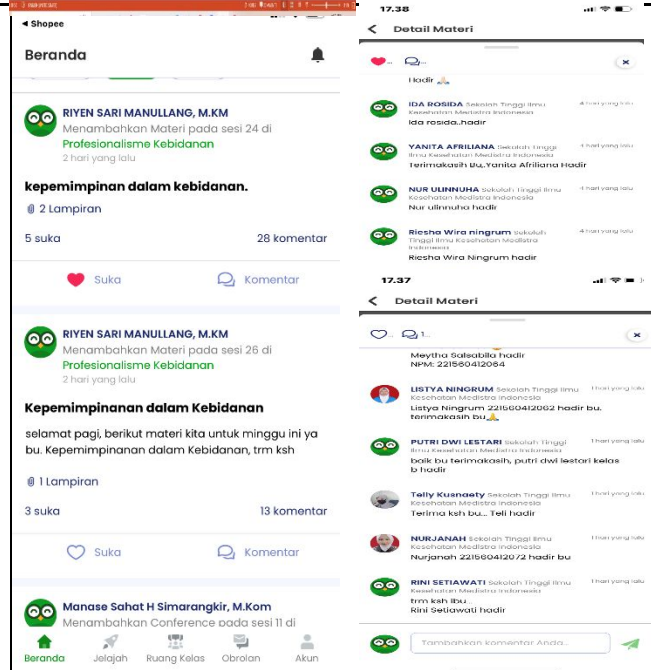 Shopee
Beranda
RIYEN SARI MANULLANG, M.KM
Menambahkan Materi pada sesi 24 di
Profesionalisme Kebidanan
2 hari yang lalu
kepemimpinan dalam kebidanan.
2 Lampiran
5 suka
28 komentar
Suka
Komentar
RIYEN SARI MANULLANG, M.KM
Menambahkan Materi pada sesi 26 di
Profesionalisme Kebidanan
2 hari yang lalu
Kepemimpinanan dalam Kebidanan
selamat pagi, berikut materi kita untuk minggu ini ya
bu. Kepemimpinanan dalam Kebidanan, trm ksh
1 Lampiran
3 suka
13 komentar
Suka
Komentar
Manase Sahat H Simarangkir, M.Kom
Menambahkan Conference pada sesi 11 di
Beranda
Jelajah
Ruang Kelas
Obrolan
Akun
17.38
Detail Materi
Hadir 🙏
IDA ROSIDA Sekolah Tinggi Ilmu
Kesehatan Medistra Indonesia
4 hari yang lalu
Ida rosida..hadir
YANITA AFRILIANA Sekolah Tinggi
Ilmu Kesehatan Medistra Indonesia
4 hari yang lalu
Terimakasih Bu,.Yanita Afriliana Hadir
NUR ULINNUHA Sekolah Tinggi Ilmu
Kesehatan Medistra Indonesia
4 hari yang lalu
Nur ulinnuha hadir
Riesha Wira ningrum Sekolah
Tinggi Ilmu Kesehatan Medistra
Indonesia
4 hari yang lalu
Riesha Wira Ningrum hadir
17.37
Detail Materi
1...
Meytha Salsabilla hadir
NPM: 221560412064
LISTYA NINGRUM Sekolah Tinggi Ilmu
Kesehatan Medistra Indonesia
1 hari yang lalu
Listya Ningrum 221560412062 hadir bu.
terimakasih bu🙏
PUTRI DWI LESTARI Sekolah Tinggi
Ilmu Kesehatan Medistra Indonesia
1 hari yang lalu
baik bu terimakasih, putri dwi lestari kelas
b hadir
Telly Kusnaety Sekolah Tinggi Ilmu
Kesehatan Medistra Indonesia
1 hari yang lalu
Terima ksh bu... Teli hadir
NURJANAH Sekolah Tinggi Ilmu
Kesehatan Medistra Indonesia
1 hari yang lalu
Nurjanah 221560412072 hadir bu
RINI SETIAWATI Sekolah Tinggi Ilmu
Kesehatan Medistra Indonesia
1 hari yang lalu
trm ksh Ibu...
Rini Setiawati hadir
Tambahkan komentar Anda...